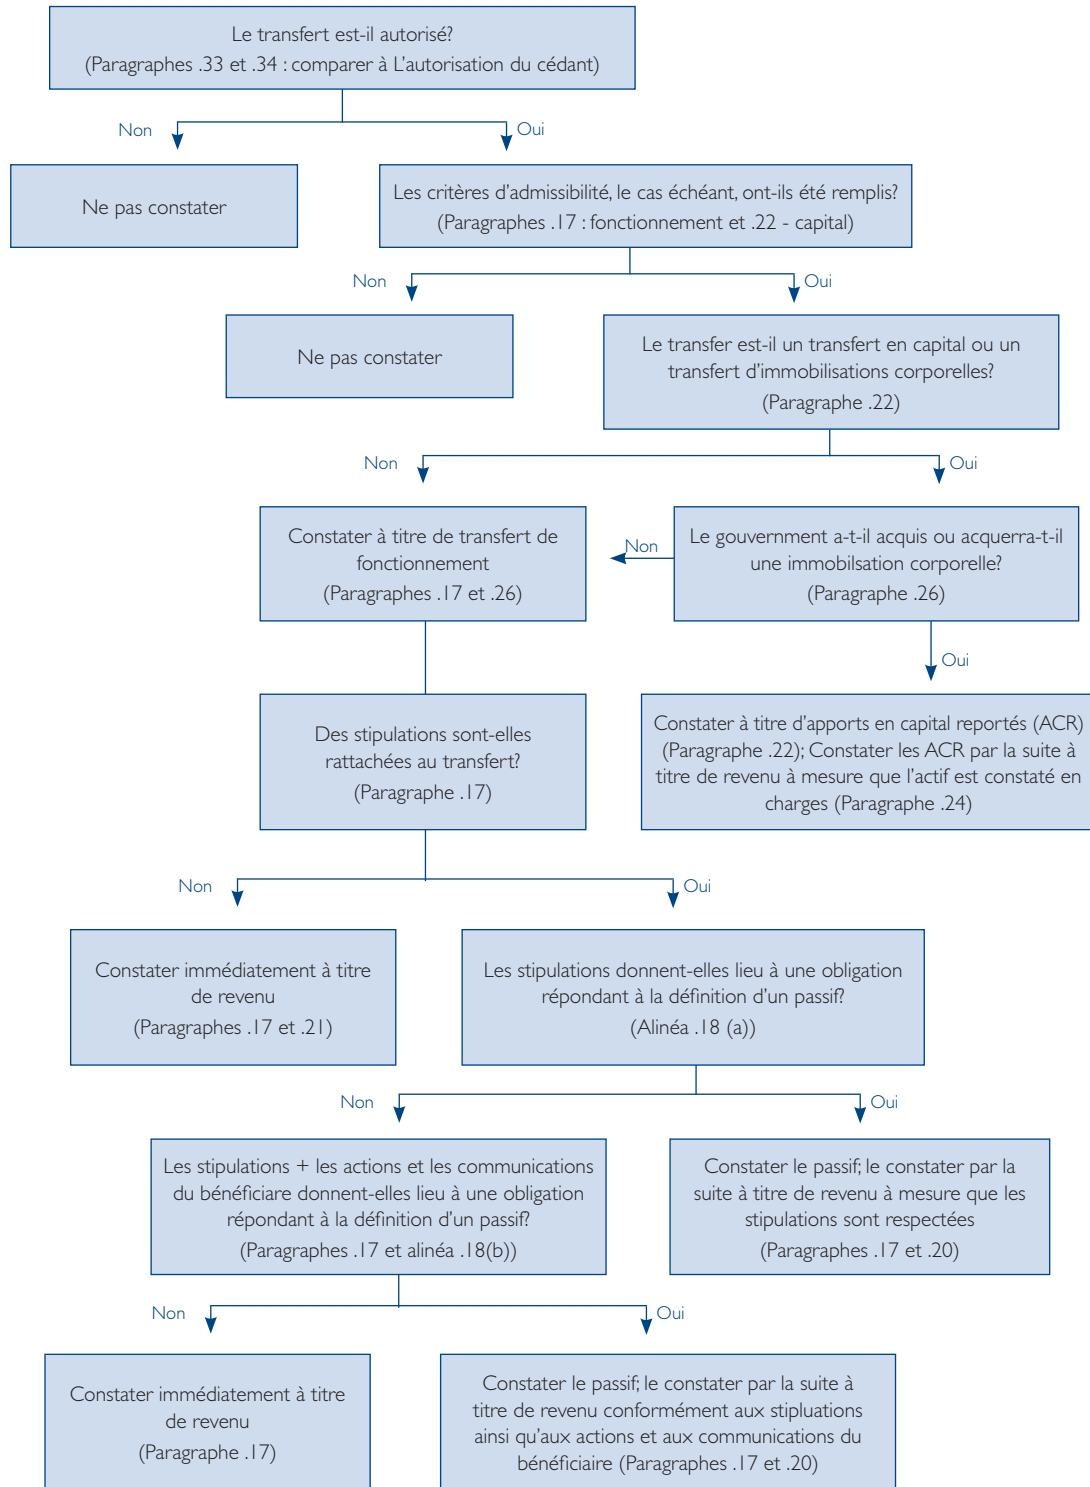 Le transfert est-il autorisé?
(Paragraphes .33 et .34 : comparer à L'autorisation du cédant)
Non
Oui
Ne pas constater
Les critères d'admissibilité, le cas échéant, ont-ils été remplis?
(Paragraphes .17 : fonctionnement et .22 - capital)
Non
Oui
Ne pas constater
Le transfer est-il un transfert en capital ou un
transfert d'immobilisations corporelles?
(Paragraphe .22)
Non
Oui
Constater à titre de transfert de
fonctionnement
(Paragraphes .17 et .26)
Non
Le gouvernment a-t-il acquis ou acquerra-t-il
une immobilsation corporelle?
(Paragraphe .26)
Oui
Des stipulations sont-elles
rattachées au transfert?
(Paragraphe .17)
Constater à titre d'apports en capital reportés (ACR)
(Paragraphe .22); Constater les ACR par la suite à
titre de revenu à mesure que l'actif est constaté en
charges (Paragraphe .24)
Non
Oui
Constater immédiatement à titre
de revenu
(Paragraphes .17 et .21)
Les stipulations donnent-elles lieu à une obligation
répondant à la définition d'un passif?
(Alinéa .18 (a))
Non
Oui
Les stipulations + les actions et les communications
du bénéficiare donnent-elles lieu à une obligation
répondant à la définition d'un passif?
(Paragraphes .17 et alinéa .18(b))
Constater le passif; le constater par la
suite à titre de revenu à mesure que les
stipulations sont respectées
(Paragraphes .17 et .20)
Non
Oui
Constater immédiatement à titre
de revenu
(Paragraphe .17)
Constater le passif; le constater par la suite à
titre de revenu conformément aux stipluations
ainsi qu'aux actions et aux communications du
bénéficiaire (Paragraphes .17 et .20)